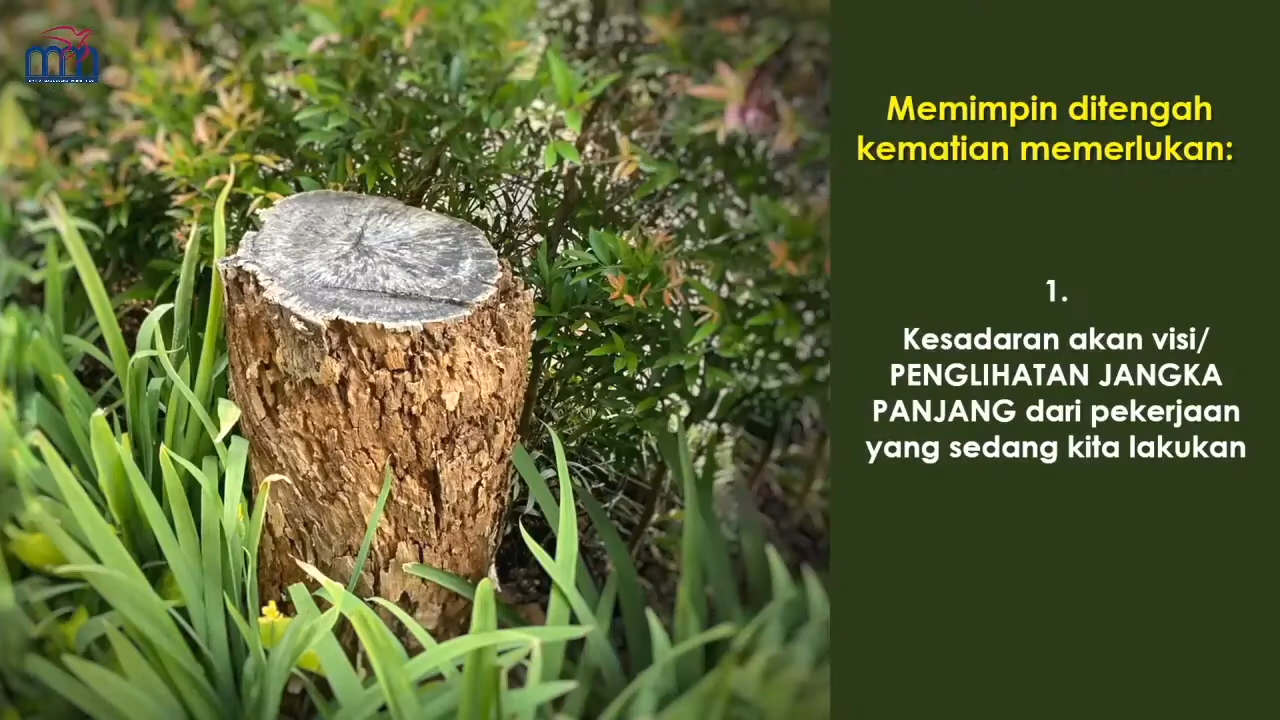 Memimpin ditengah
kematian memerlukan:
1.
Kesadaran akan visi/
PENGLIHATAN JANGKA
PANJANG dari pekerjaan
yang sedang kita lakukan